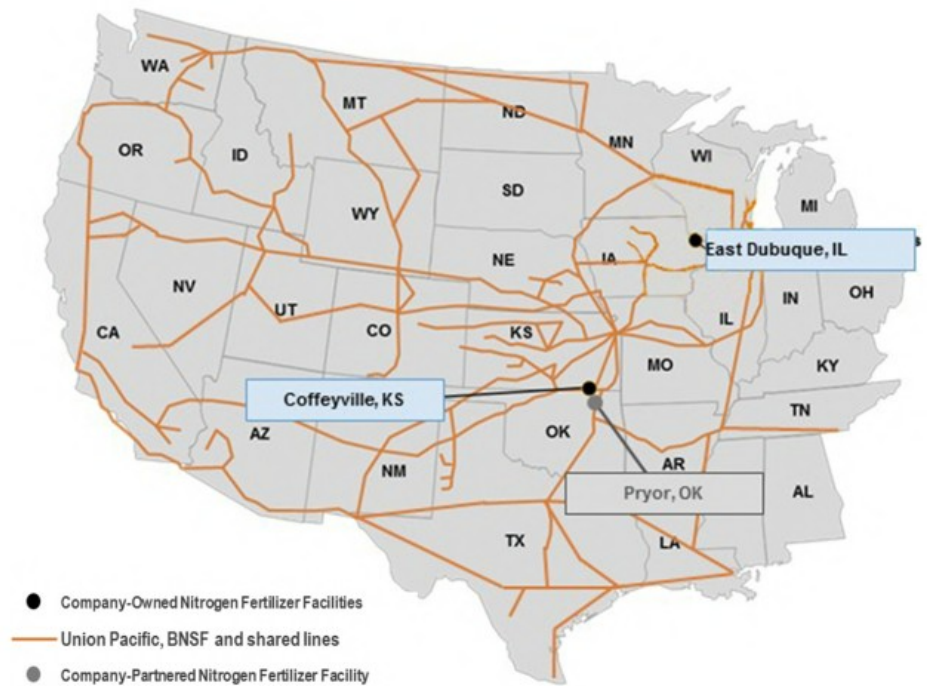 WA
MT
ND
MN
OR
ID
WI
SD
MI
WY
East Dubuque, IL
s
NE
IA
NV
UT
IN
OH
IL
CA
CO
KS
MO
KY
Coffeyville, KS
TN
AZ
OK
NM
AR
Pryor, OK
AL
TX
LA
Company-Owned Nitrogen Fertilizer Facilities
Union Pacific, BNSF and shared lines
Company-Partnered Nitrogen Fertilizer Facility